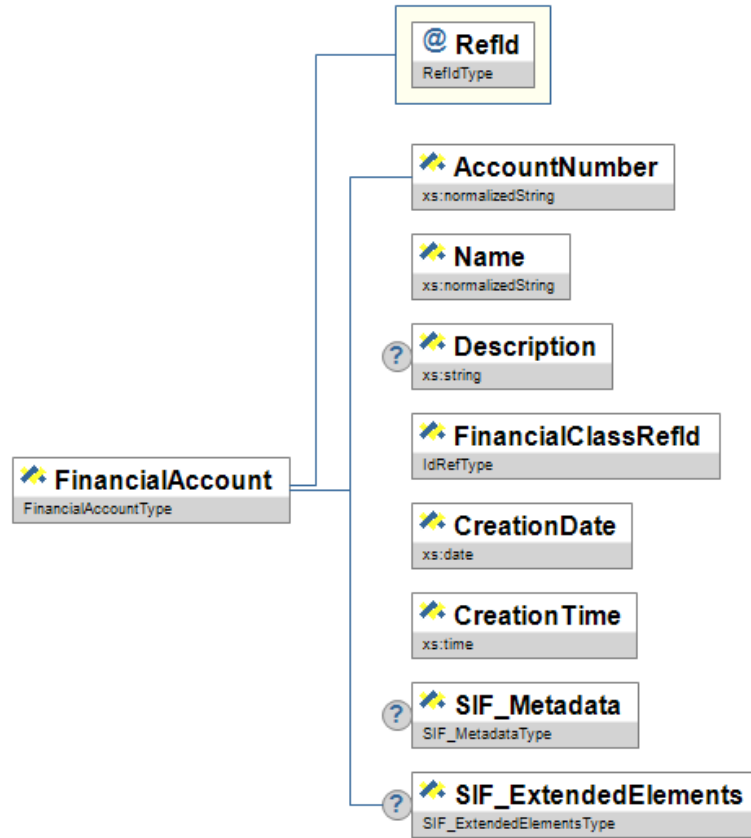 @ RefId
RefIdType
AccountNumber
xs:normalizedString
Name
xs:normalizedString
? Description
xs:string
FinancialClassRefId
IdRefType
FinancialAccount
FinancialAccountType
CreationDate
xs:date
CreationTime
xs:time
? SIF_Metadata
SIF_MetadataType
? SIF_ExtendedElements
SIF_ExtendedElementsType